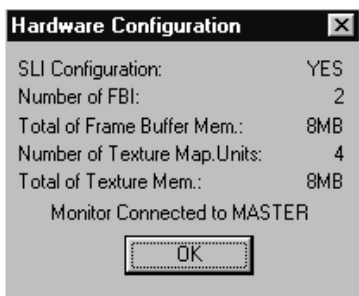 Hardware Configuration
SLI Configuration: YES
Number of FBI: 2
Total of Frame Buffer Mem.: 8MB
Number of Texture Map.Units: 4
Total of Texture Mem.: 8MB
Monitor Connected to MASTER
OK